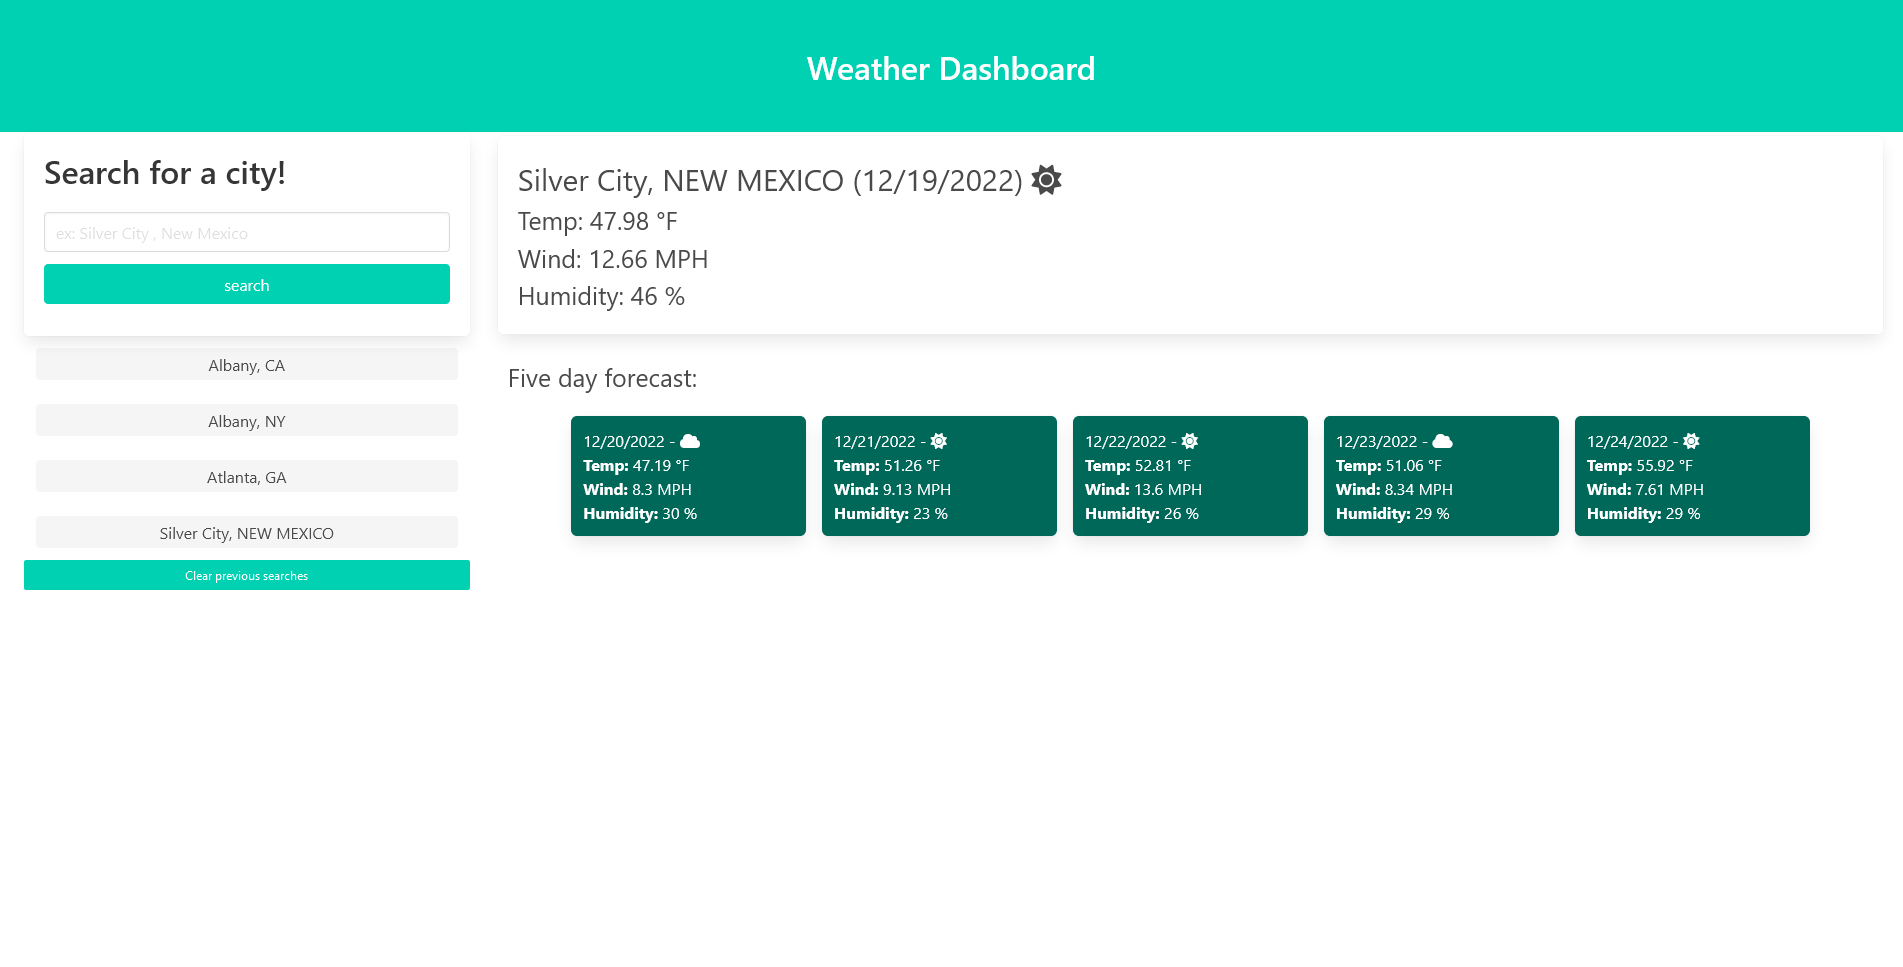 Weather Dashboard
Search for a city!
ex: Silver City , New Mexico
search
Albany, CA
Albany, NY
Atlanta, GA
Silver City, NEW MEXICO
Clear previous searches
Silver City, NEW MEXICO (12/19/2022)
Temp: 47.98 °F
Wind: 12.66 MPH
Humidity: 46 %
Five day forecast:
12/20/2022 -
Temp: 47.19 °F
Wind: 8.3 MPH
Humidity: 30 %
12/21/2022 -
Temp: 51.26 °F
Wind: 9.13 MPH
Humidity: 23 %
12/22/2022 -
Temp: 52.81 °F
Wind: 13.6 MPH
Humidity: 26 %
12/23/2022 -
Temp: 51.06 °F
Wind: 8.34 MPH
Humidity: 29 %
12/24/2022 -
Temp: 55.92 °F
Wind: 7.61 MPH
Humidity: 29 %